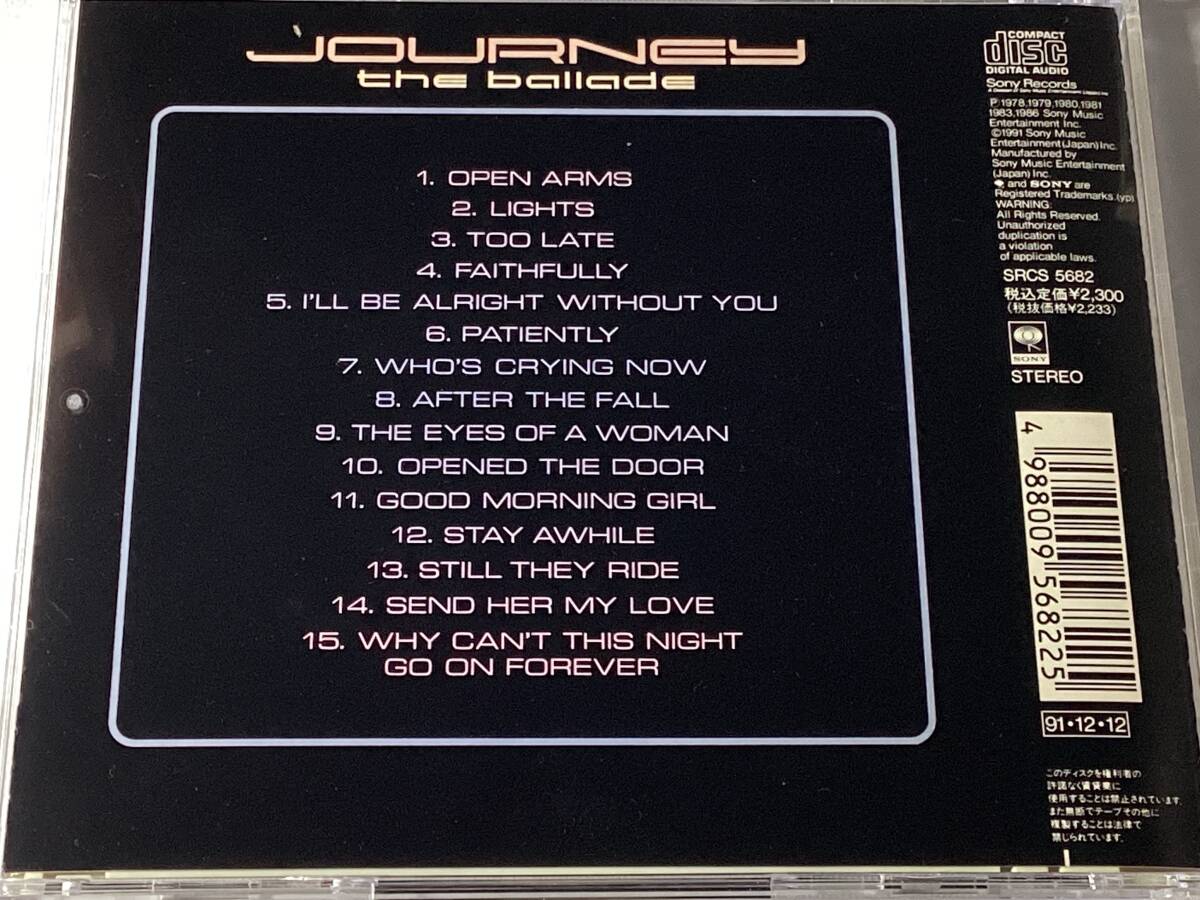 JOURNEY
the ballade
1. OPEN ARMS
2. LIGHTS
3. TOO LATE
4. FAITHFULLY
5. I'LL BE ALRIGHT WITHOUT YOU
6. PATIENTLY
7. WHO'S CRYING NOW
8. AFTER THE FALL
9. THE EYES OF A WOMAN
10. OPENED THE DOOR
11. GOOD MORNING GIRL
12. STAY AWHILE
13. STILL THEY RIDE
14. SEND HER MY LOVE
15. WHY CAN'T THIS NIGHT
GO ON FOREVER
COMPACT
disc
DIGITAL AUDIO
Sony Records
A Division of Sony Music Entertainment (Japan) Inc.
Ⓟ1978,1979,1980,1981
1983,1986 Sony Music
Entertainment Inc.
©1991 Sony Music
Entertainment(Japan)Inc.
Manufactured by
Sony Music Entertainment
(Japan) Inc.
and SONY are
Registered Trademarks.(yp)
WARNING:
All Rights Reserved.
Unauthorized
duplication is
a violation
of applicable laws.
SRCS 5682
税込定価¥2,300
(税抜価格¥2,233)
SONY
STEREO
4 988009 568225
91・12・12
このディスクを権利者の
許諾なく賃貸業に
使用することは禁止されています。
また無断でテープその他に
複製することは法律で
禁じられています。